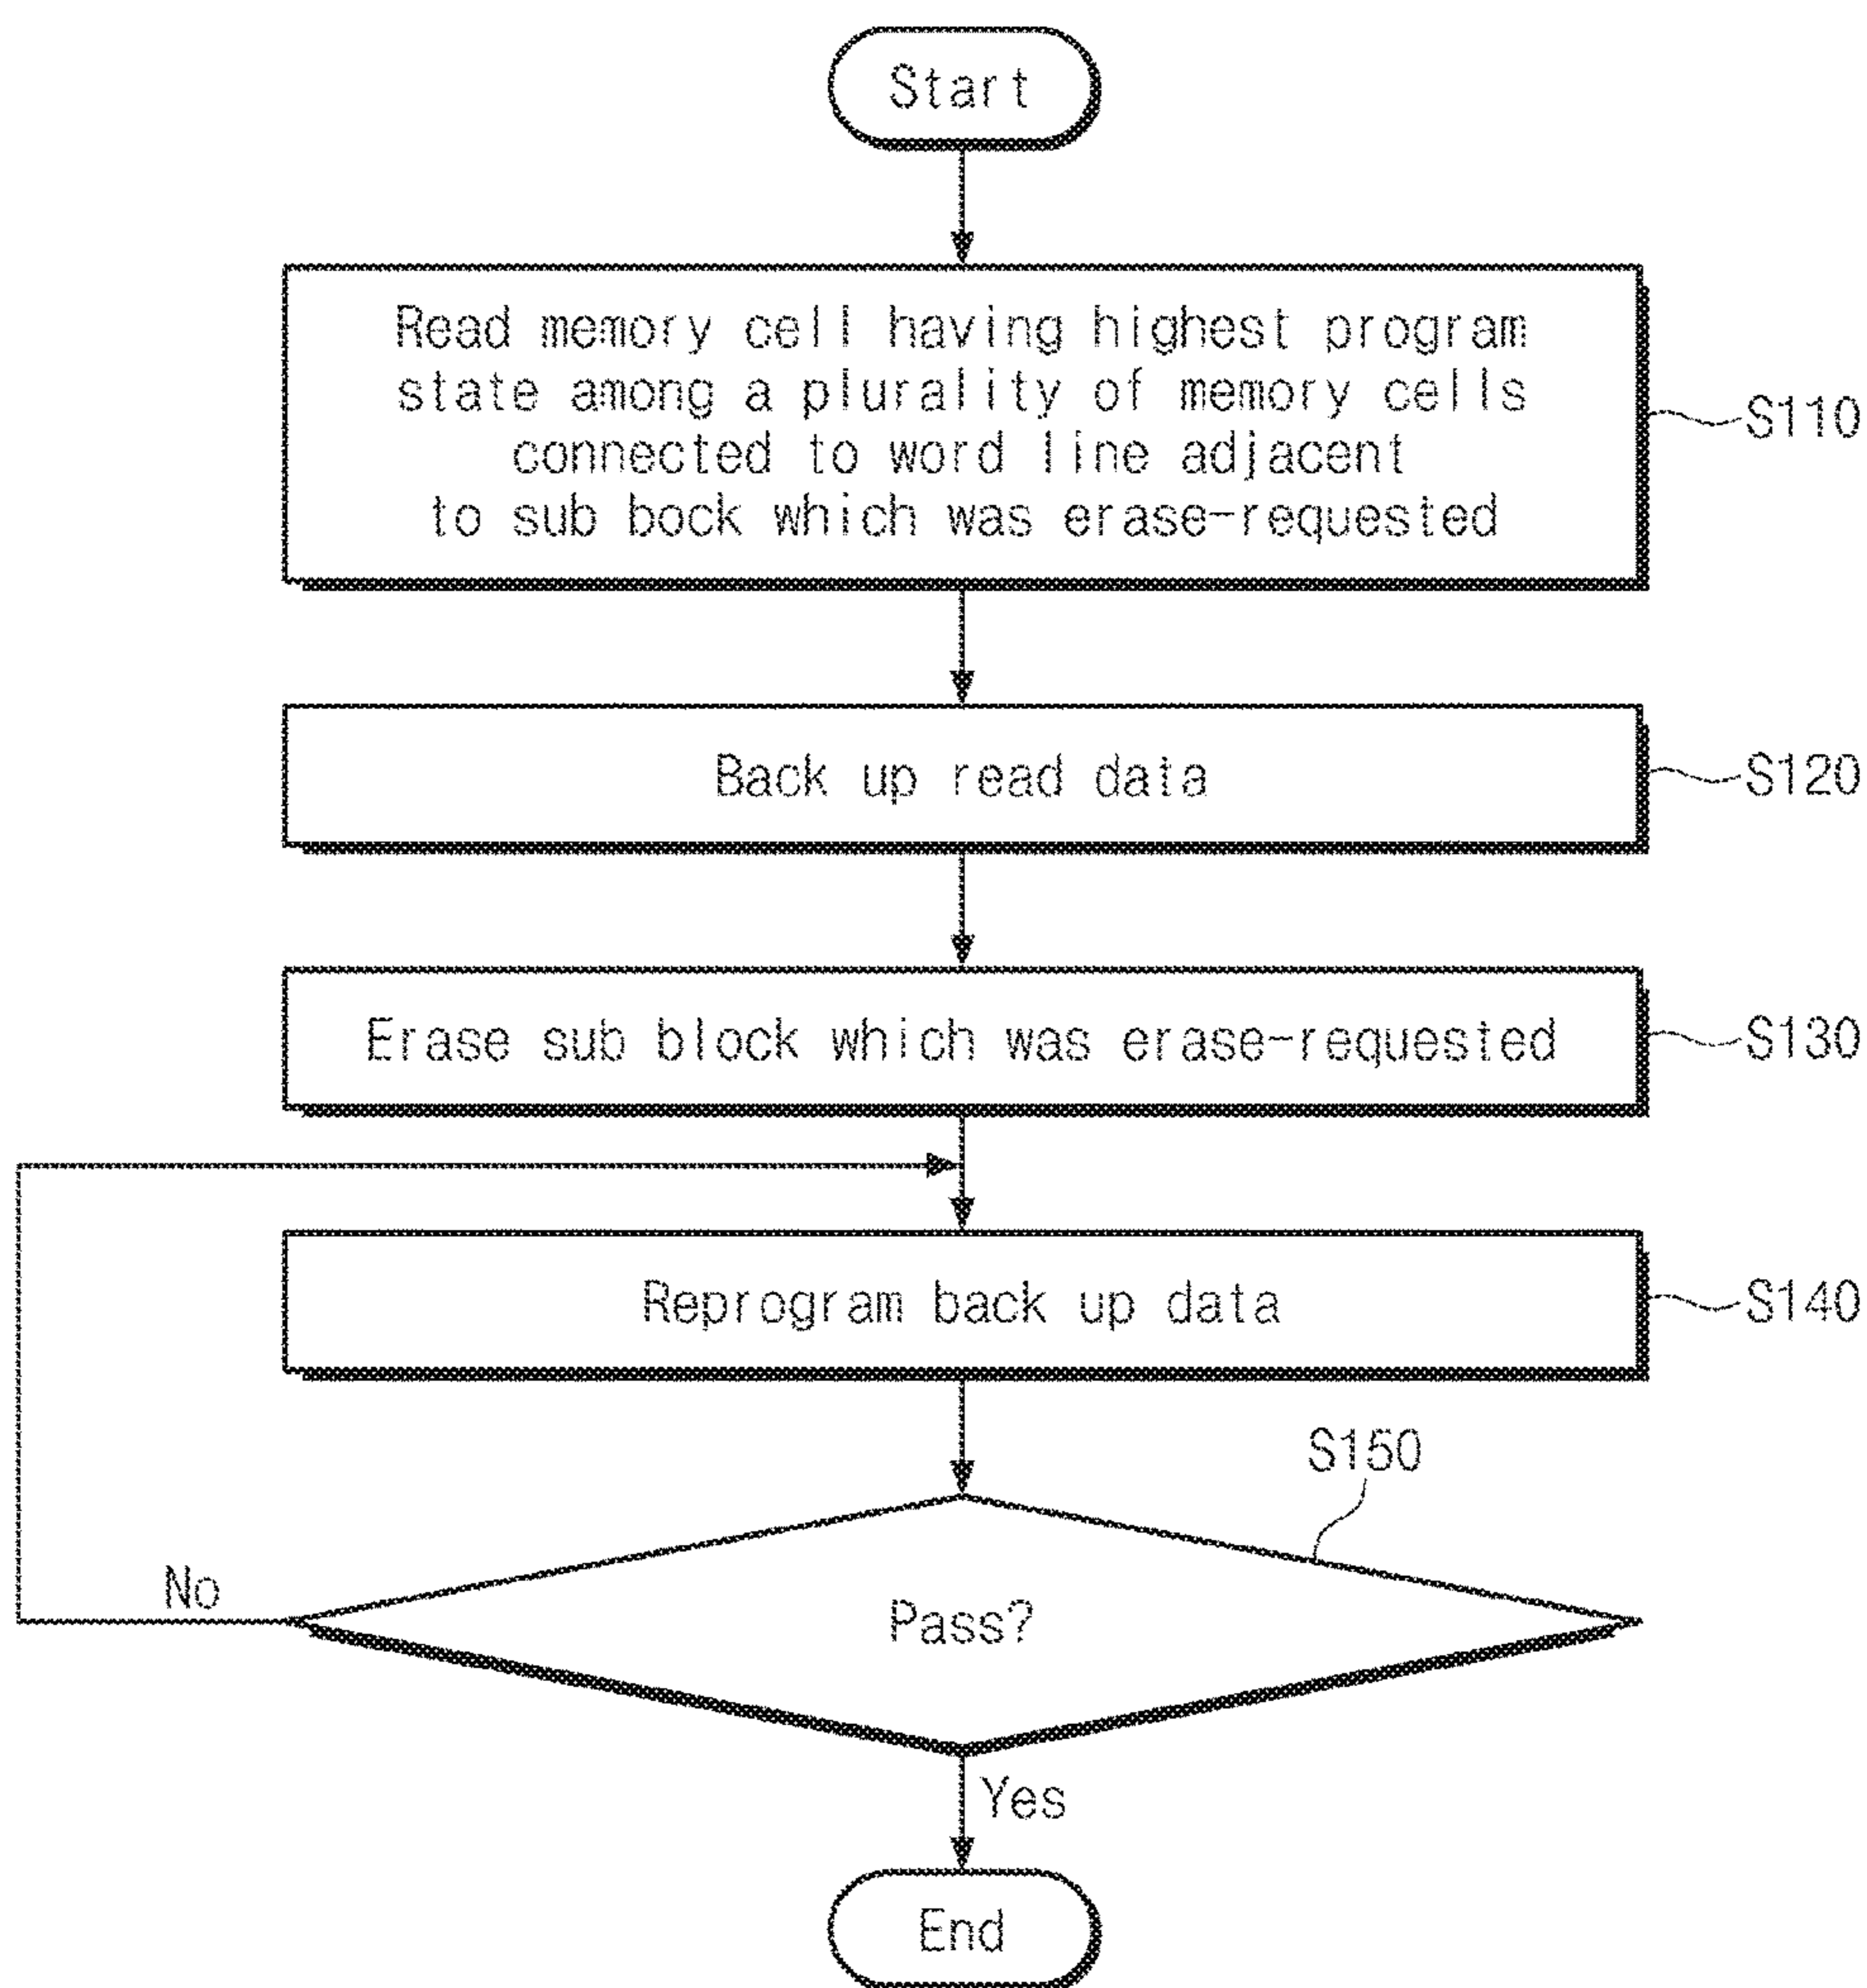 Start
Read memory cell having highest program
state among a plurality of memory cells
connected to word line adjacent
to sub bock which was erase-requested
S110
Back up read data
S120
Erase sub block which was erase-requested
S130
Reprogram back up data
S140
S150
No
Pass?
Yes
End